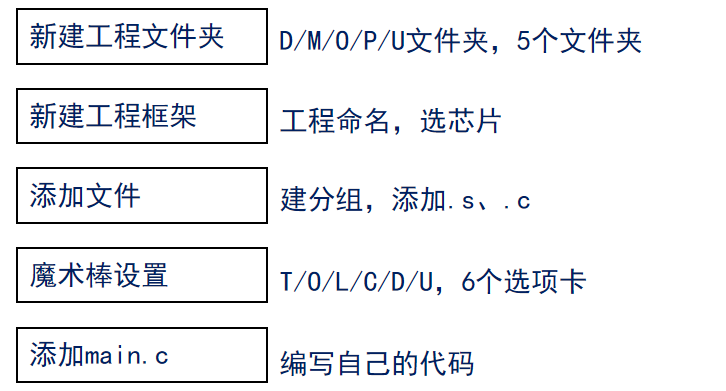 新建工程文件夹 D/M/O/P/U文件夹，5个文件夹
新建工程框架 工程命名，选芯片
添加文件 建分组，添加.s、.c
魔术棒设置 T/O/L/C/D/U，6个选项卡
添加main.c 编写自己的代码